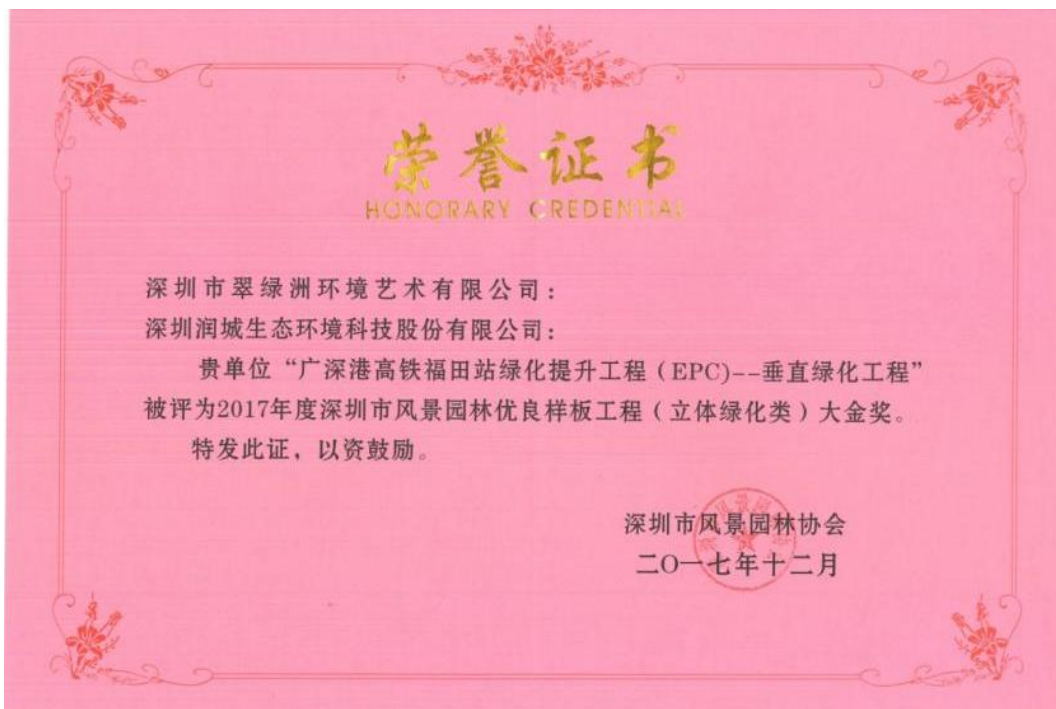 荣誉证书
HONORARY CREDENTIAL
深圳市翠绿洲环境艺术有限公司：
深圳润城生态环境科技股份有限公司：
贵单位“广深港高铁福田站绿化提升工程（EPC)--垂直绿化工程”
被评为2017年度深圳市风景园林优良样板工程（立体绿化类）大金奖。
特发此证，以资鼓励。
深圳市风景园林协会
二O一七年十二月